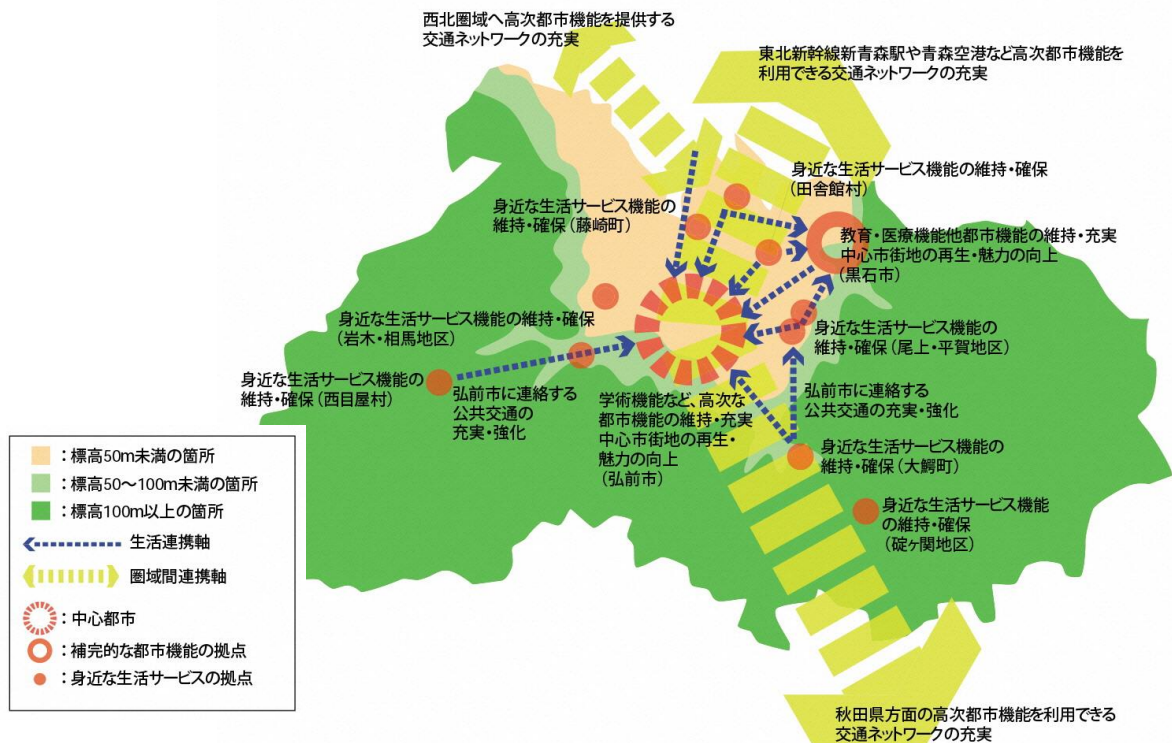 西北圏域へ高次都市機能を提供する
交通ネットワークの充実
東北新幹線新青森駅や青森空港など高次都市機能を
利用できる交通ネットワークの充実
身近な生活サービス機能の維持・確保
（田舎館村）
身近な生活サービス機能の
維持・確保（藤崎町）
教育・医療機能他都市機能の維持・充実
中心市街地の再生・魅力の向上
（黒石市）
身近な生活サービス機能の維持・確保
（岩木・相馬地区）
身近な生活サービス機能の
維持・確保（尾上・平賀地区）
身近な生活サービス機能の
維持・確保（西目屋村）
弘前市に連絡する
公共交通の
充実・強化
学術機能など、高次な
都市機能の維持・充実
中心市街地の再生・
魅力の向上
（弘前市）
弘前市に連絡する
公共交通の充実・強化
身近な生活サービス機能の
維持・確保（大鰐町）
身近な生活サービス機能
の維持・確保
（碇ヶ関地区）
：標高50m未満の箇所
：標高50～100m未満の箇所
：標高100m以上の箇所
生活連携軸
圏域間連携軸
：中心都市
：補完的な都市機能の拠点
：身近な生活サービスの拠点
秋田県方面の高次都市機能を利用できる
交通ネットワークの充実